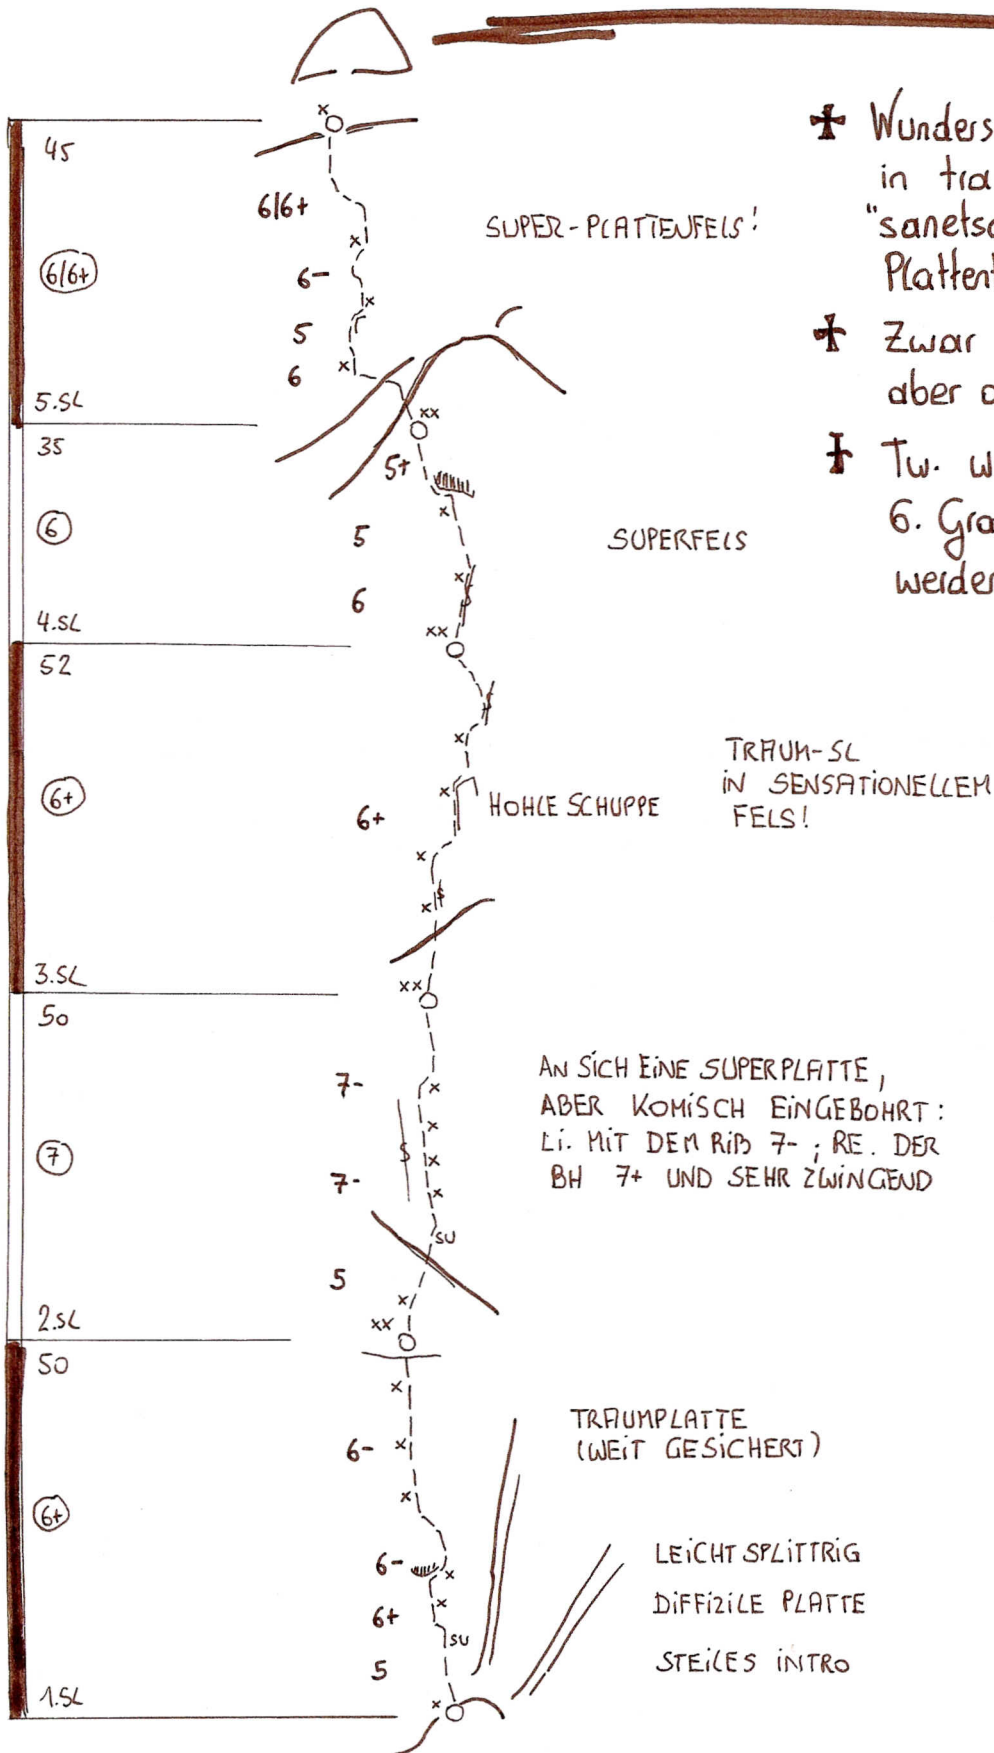 ✝ Wunders
in tra
"sanetsc
Platten
✝ Zwar
aber
✝ Tw. w
6. Gra
werden
45
6/6+
6/6+
SUPER-PLATTENFELS!
6-
5
6
5.SL
35
5+
6
5
SUPERFELS
6
4.SL
52
TRAUM-SL
IN SENSATIONELLEM
FELS!
6+
6+
HOHLE SCHUPPE
3.SL
50
AN SICH EINE SUPERPLATTE,
ABER KOMISCH EINGEBOHRT:
LI. MIT DEM RIß 7- ; RE. DER
BH 7+ UND SEHR ZWINGEND
7-
7
S
7-
SU
5
2.SL
50
TRAUMPLATTE
(WEIT GESICHERT)
6-
6+
LEICHT SPLITTRIG
6-
DIFFIZILE PLATTE
6+
SU
STEILES INTRO
5
1.SL